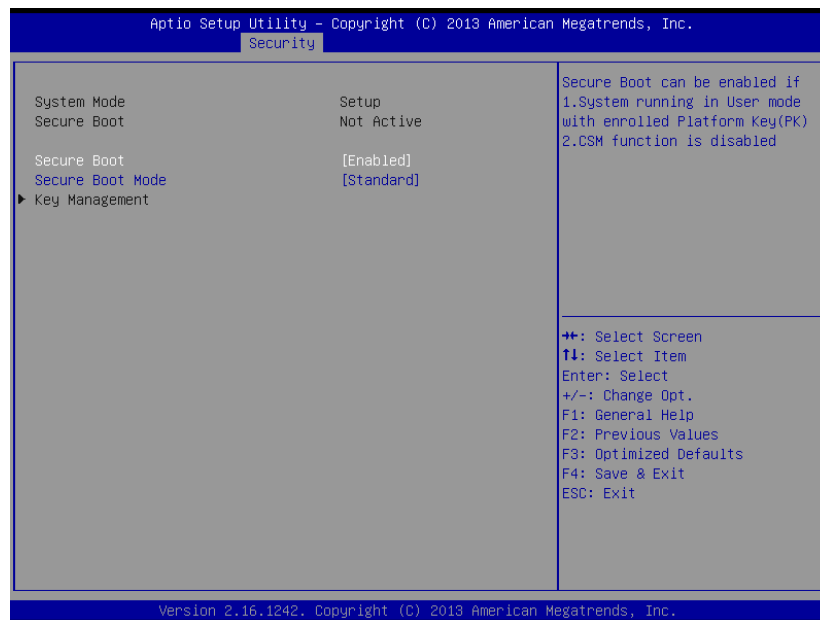 Aptio Setup Utility – Copyright (C) 2013 American Megatrends, Inc.
Security
System Mode Setup
Secure Boot Not Active
Secure Boot [Enabled]
Secure Boot Mode [Standard]
▶ Key Management
Secure Boot can be enabled if
1.System running in User mode
with enrolled Platform Key(PK)
2.CSM function is disabled
→←: Select Screen
↑↓: Select Item
Enter: Select
+/-: Change Opt.
F1: General Help
F2: Previous Values
F3: Optimized Defaults
F4: Save & Exit
ESC: Exit
Version 2.16.1242. Copyright (C) 2013 American Megatrends, Inc.